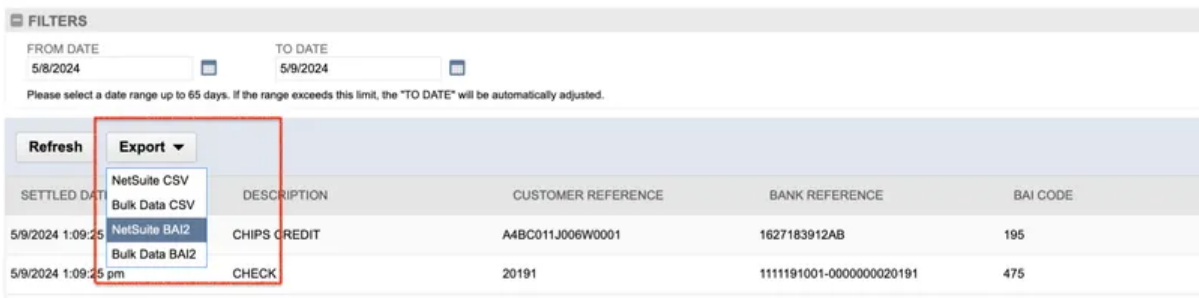 FILTERS
FROM DATE TO DATE
5/8/2024 5/9/2024
Please select a date range up to 65 days. If the range exceeds this limit, the "TO DATE" will be automatically adjusted.
Refresh Export
NetSuite CSV
SETTLED DATE DESCRIPTION CUSTOMER REFERENCE BANK REFERENCE BAI CODE
Bulk Data CSV
5/9/2024 1:09:25 NetSuite BAI2 CHIPS CREDIT A4BC011J006W0001 1627183912AB 195
Bulk Data BAI2
5/9/2024 1:09:25 pm CHECK 20191 1111191001-0000000020191 475